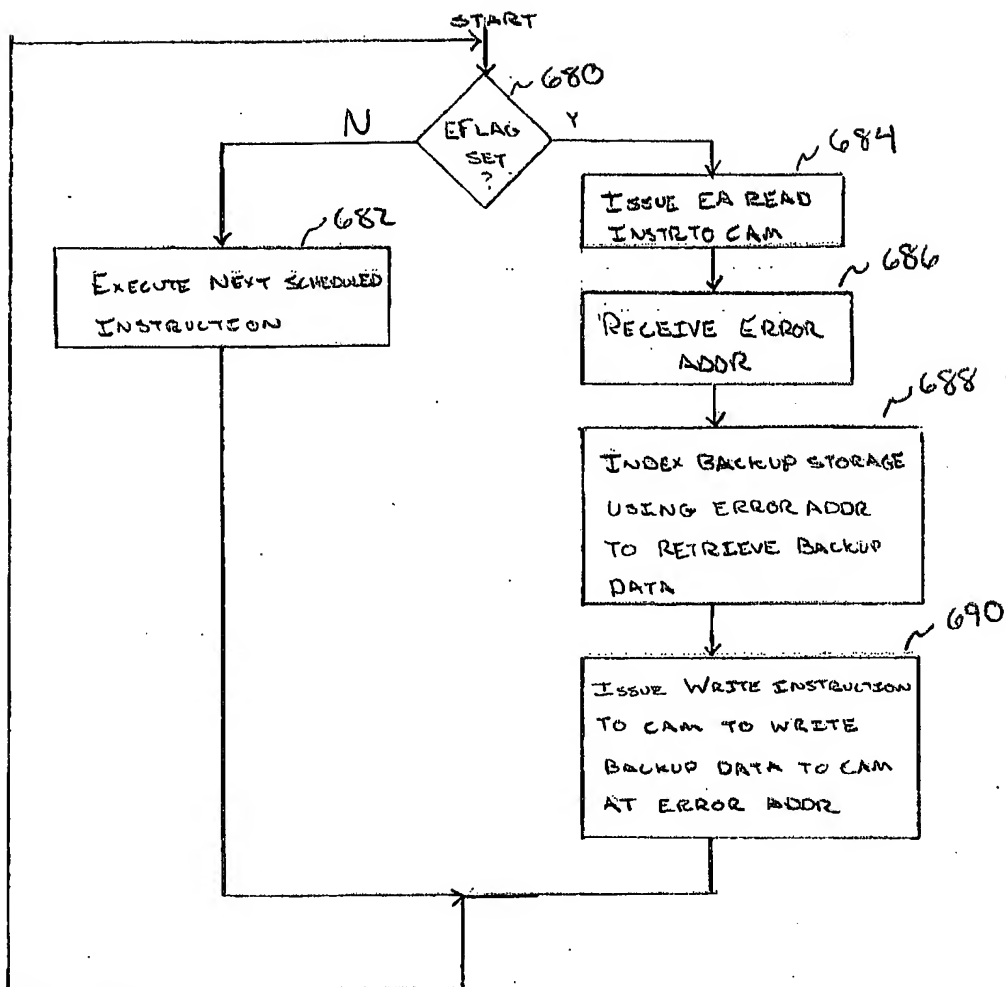 START
680
EFLAG
SET
?
N
Y
684
ISSUE EA READ
INSTR TO CAM
682
EXECUTE NEXT SCHEDULED
INSTRUCTION
686
RECEIVE ERROR
ADDR
688
INDEX BACKUP STORAGE
USING ERROR ADDR
TO RETRIEVE BACKUP
DATA
690
ISSUE WRITE INSTRUCTION
TO CAM TO WRITE
BACKUP DATA TO CAM
AT ERROR ADDR